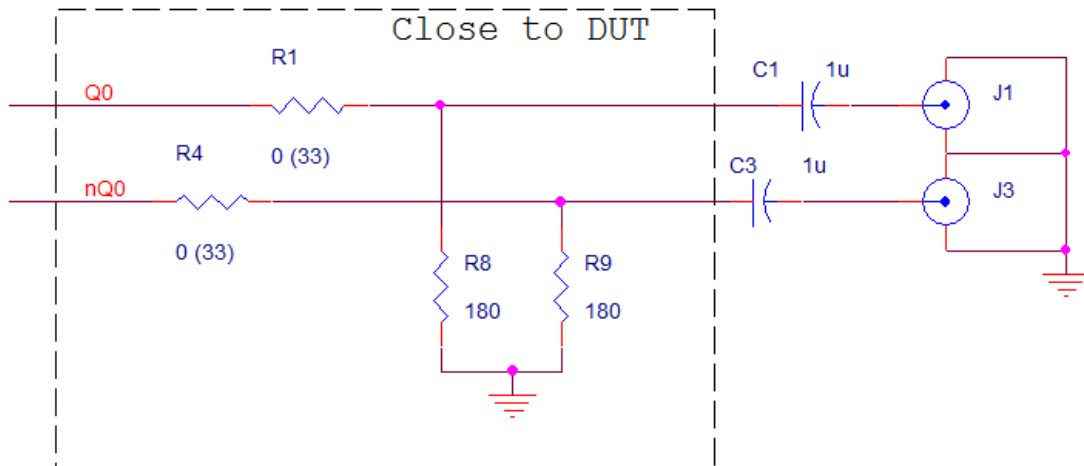 Close to DUT
R1
C1
1u
J1
Q0
0 (33)
R4
C3
1u
J3
nQ0
0 (33)
R8
180
R9
180